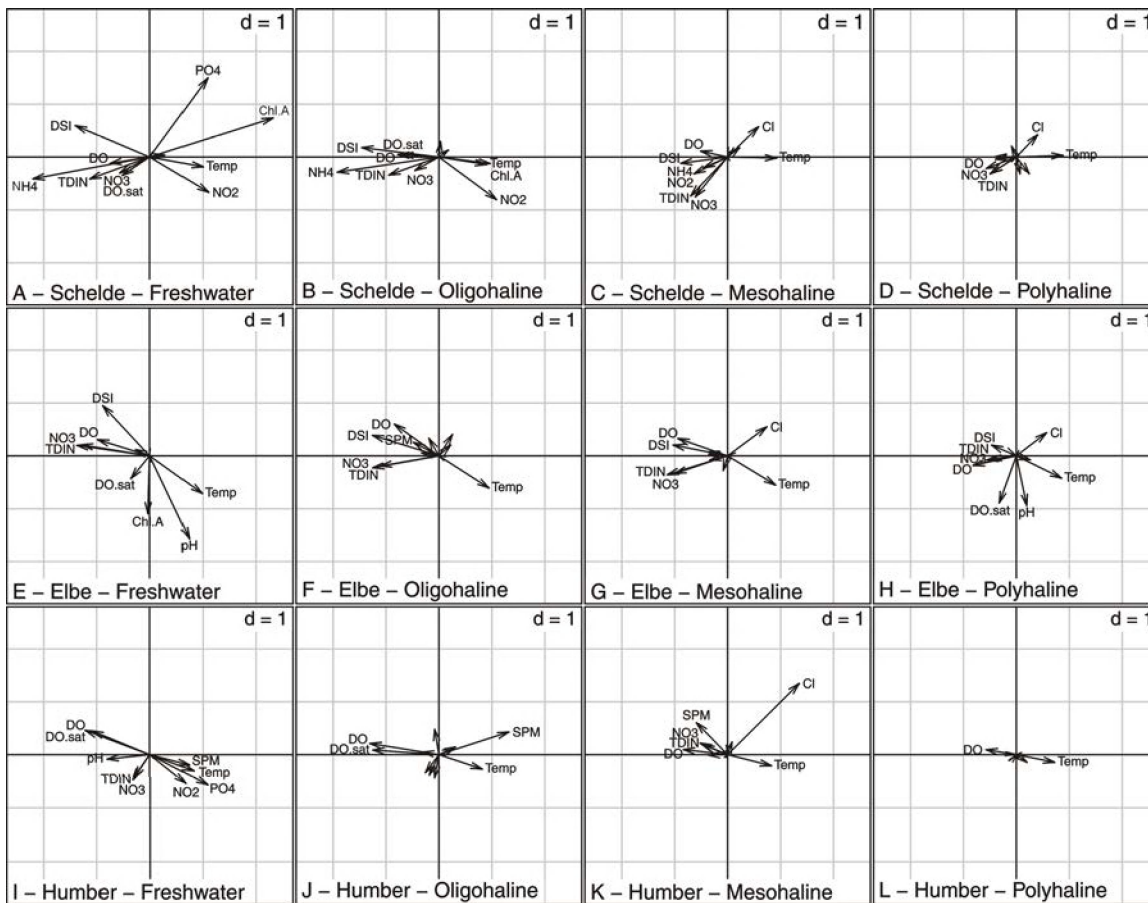 d = 1
PO4
Chl.A
DSI
DO
Temp
NH4
TDIN
NO3
DO.sat
NO2
A – Schelde – Freshwater
d = 1
DSI
DO.sat
DO
Temp
NH4
TDIN
NO3
Chl.A
NO2
B – Schelde – Oligohaline
d = 1
Cl
DO
DSI
Temp
NH4
NO2
TDIN
NO3
C – Schelde – Mesohaline
d = 1
Cl
DO
Temp
NO3
TDIN
D – Schelde – Polyhaline
d = 1
DSI
NO3
DO
TDIN
DO.sat
Temp
Chl.A
pH
E – Elbe – Freshwater
d = 1
DO
DSI
SPM
NO3
TDIN
Temp
F – Elbe – Oligohaline
d = 1
Cl
DO
DSI
TDIN
NO3
Temp
G – Elbe – Mesohaline
d = 1
Cl
DSI
TDIN
NO3
DO
Temp
DO.sat
pH
H – Elbe – Polyhaline
d = 1
DO
DO.sat
pH
SPM
Temp
TDIN
NO3
NO2
PO4
I – Humber – Freshwater
d = 1
SPM
DO
DO.sat
Temp
J – Humber – Oligohaline
d = 1
Cl
SPM
NO3
TDIN
DO
Temp
K – Humber – Mesohaline
d = 1
DO
Temp
L – Humber – Polyhaline